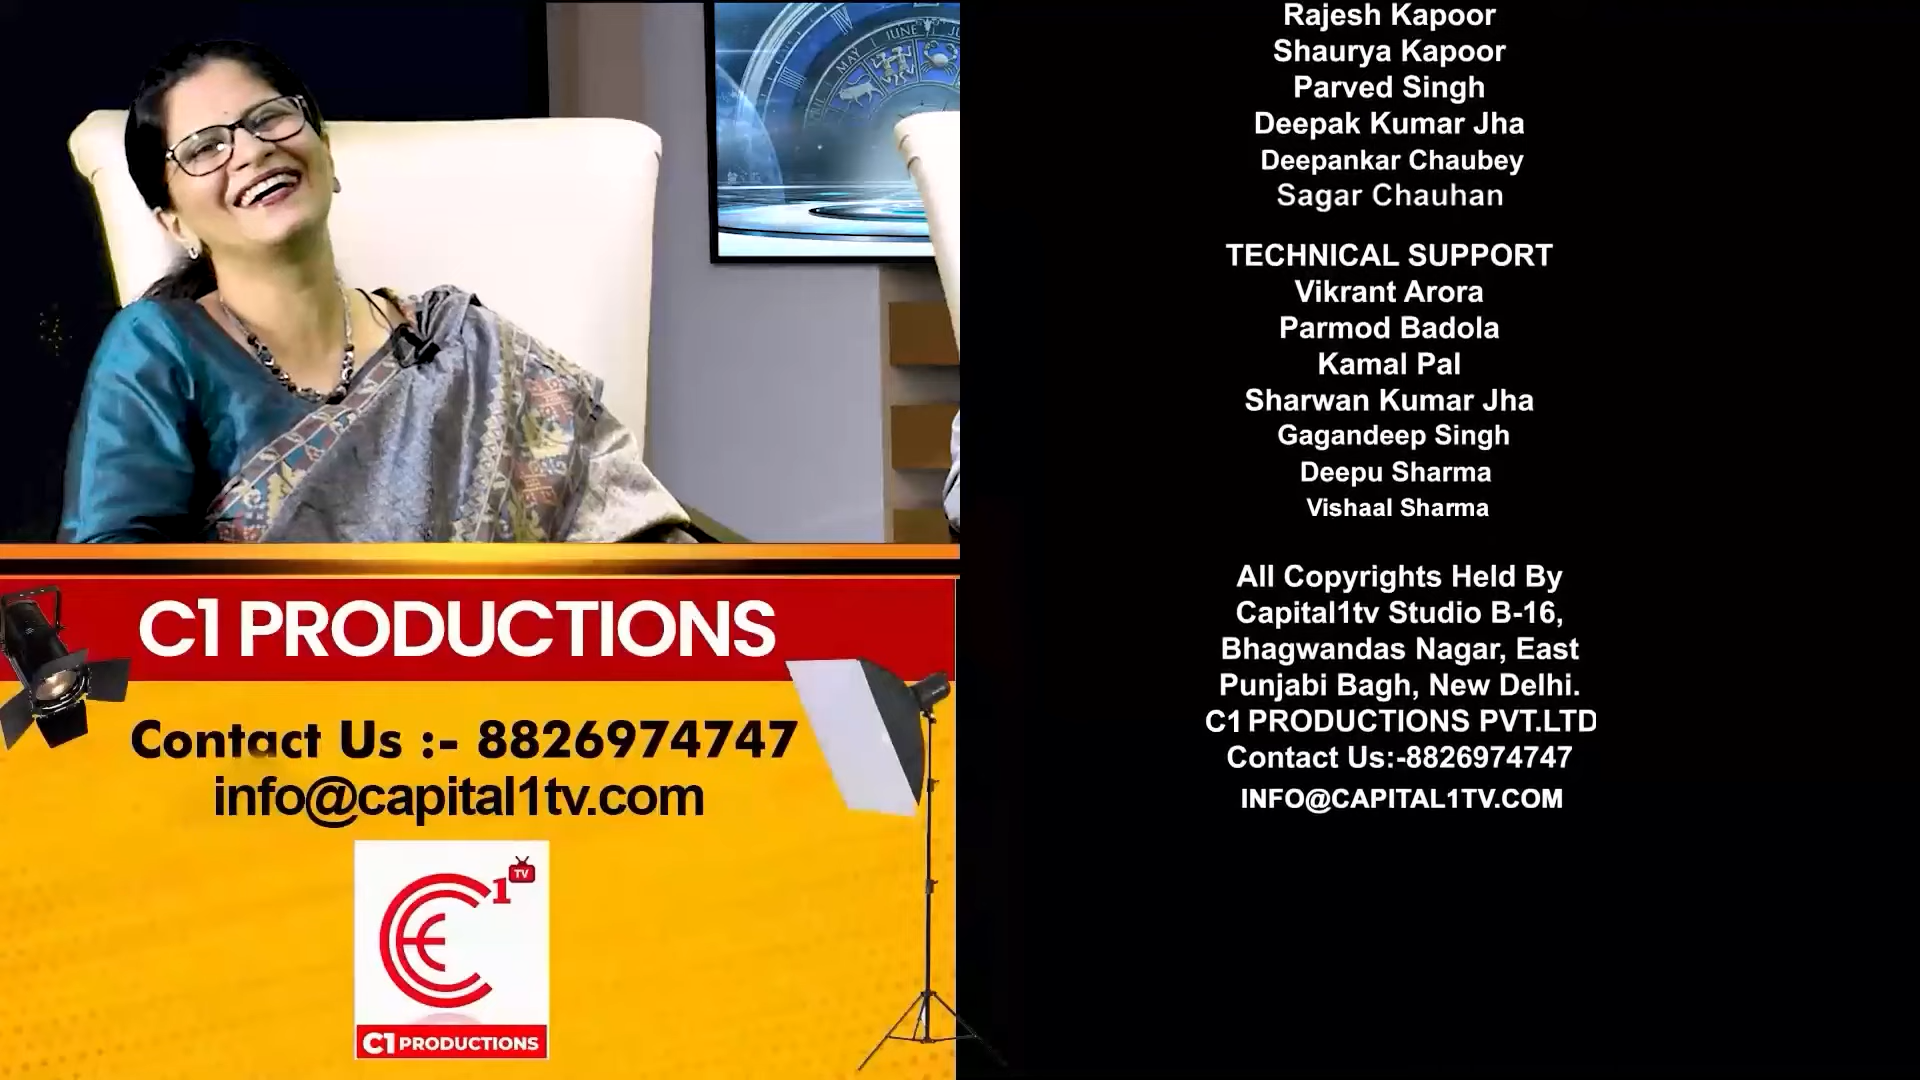 MAY
JUNE
C1 PRODUCTIONS
Contact Us :- 8826974747
info@capital1tv.com
1
TV
C1 PRODUCTIONS
Rajesh Kapoor
Shaurya Kapoor
Parved Singh
Deepak Kumar Jha
Deepankar Chaubey
Sagar Chauhan
TECHNICAL SUPPORT
Vikrant Arora
Parmod Badola
Kamal Pal
Sharwan Kumar Jha
Gagandeep Singh
Deepu Sharma
Vishaal Sharma
All Copyrights Held By
Capital1tv Studio B-16,
Bhagwandas Nagar, East
Punjabi Bagh, New Delhi.
C1 PRODUCTIONS PVT.LTD
Contact Us:-8826974747
INFO@CAPITAL1TV.COM